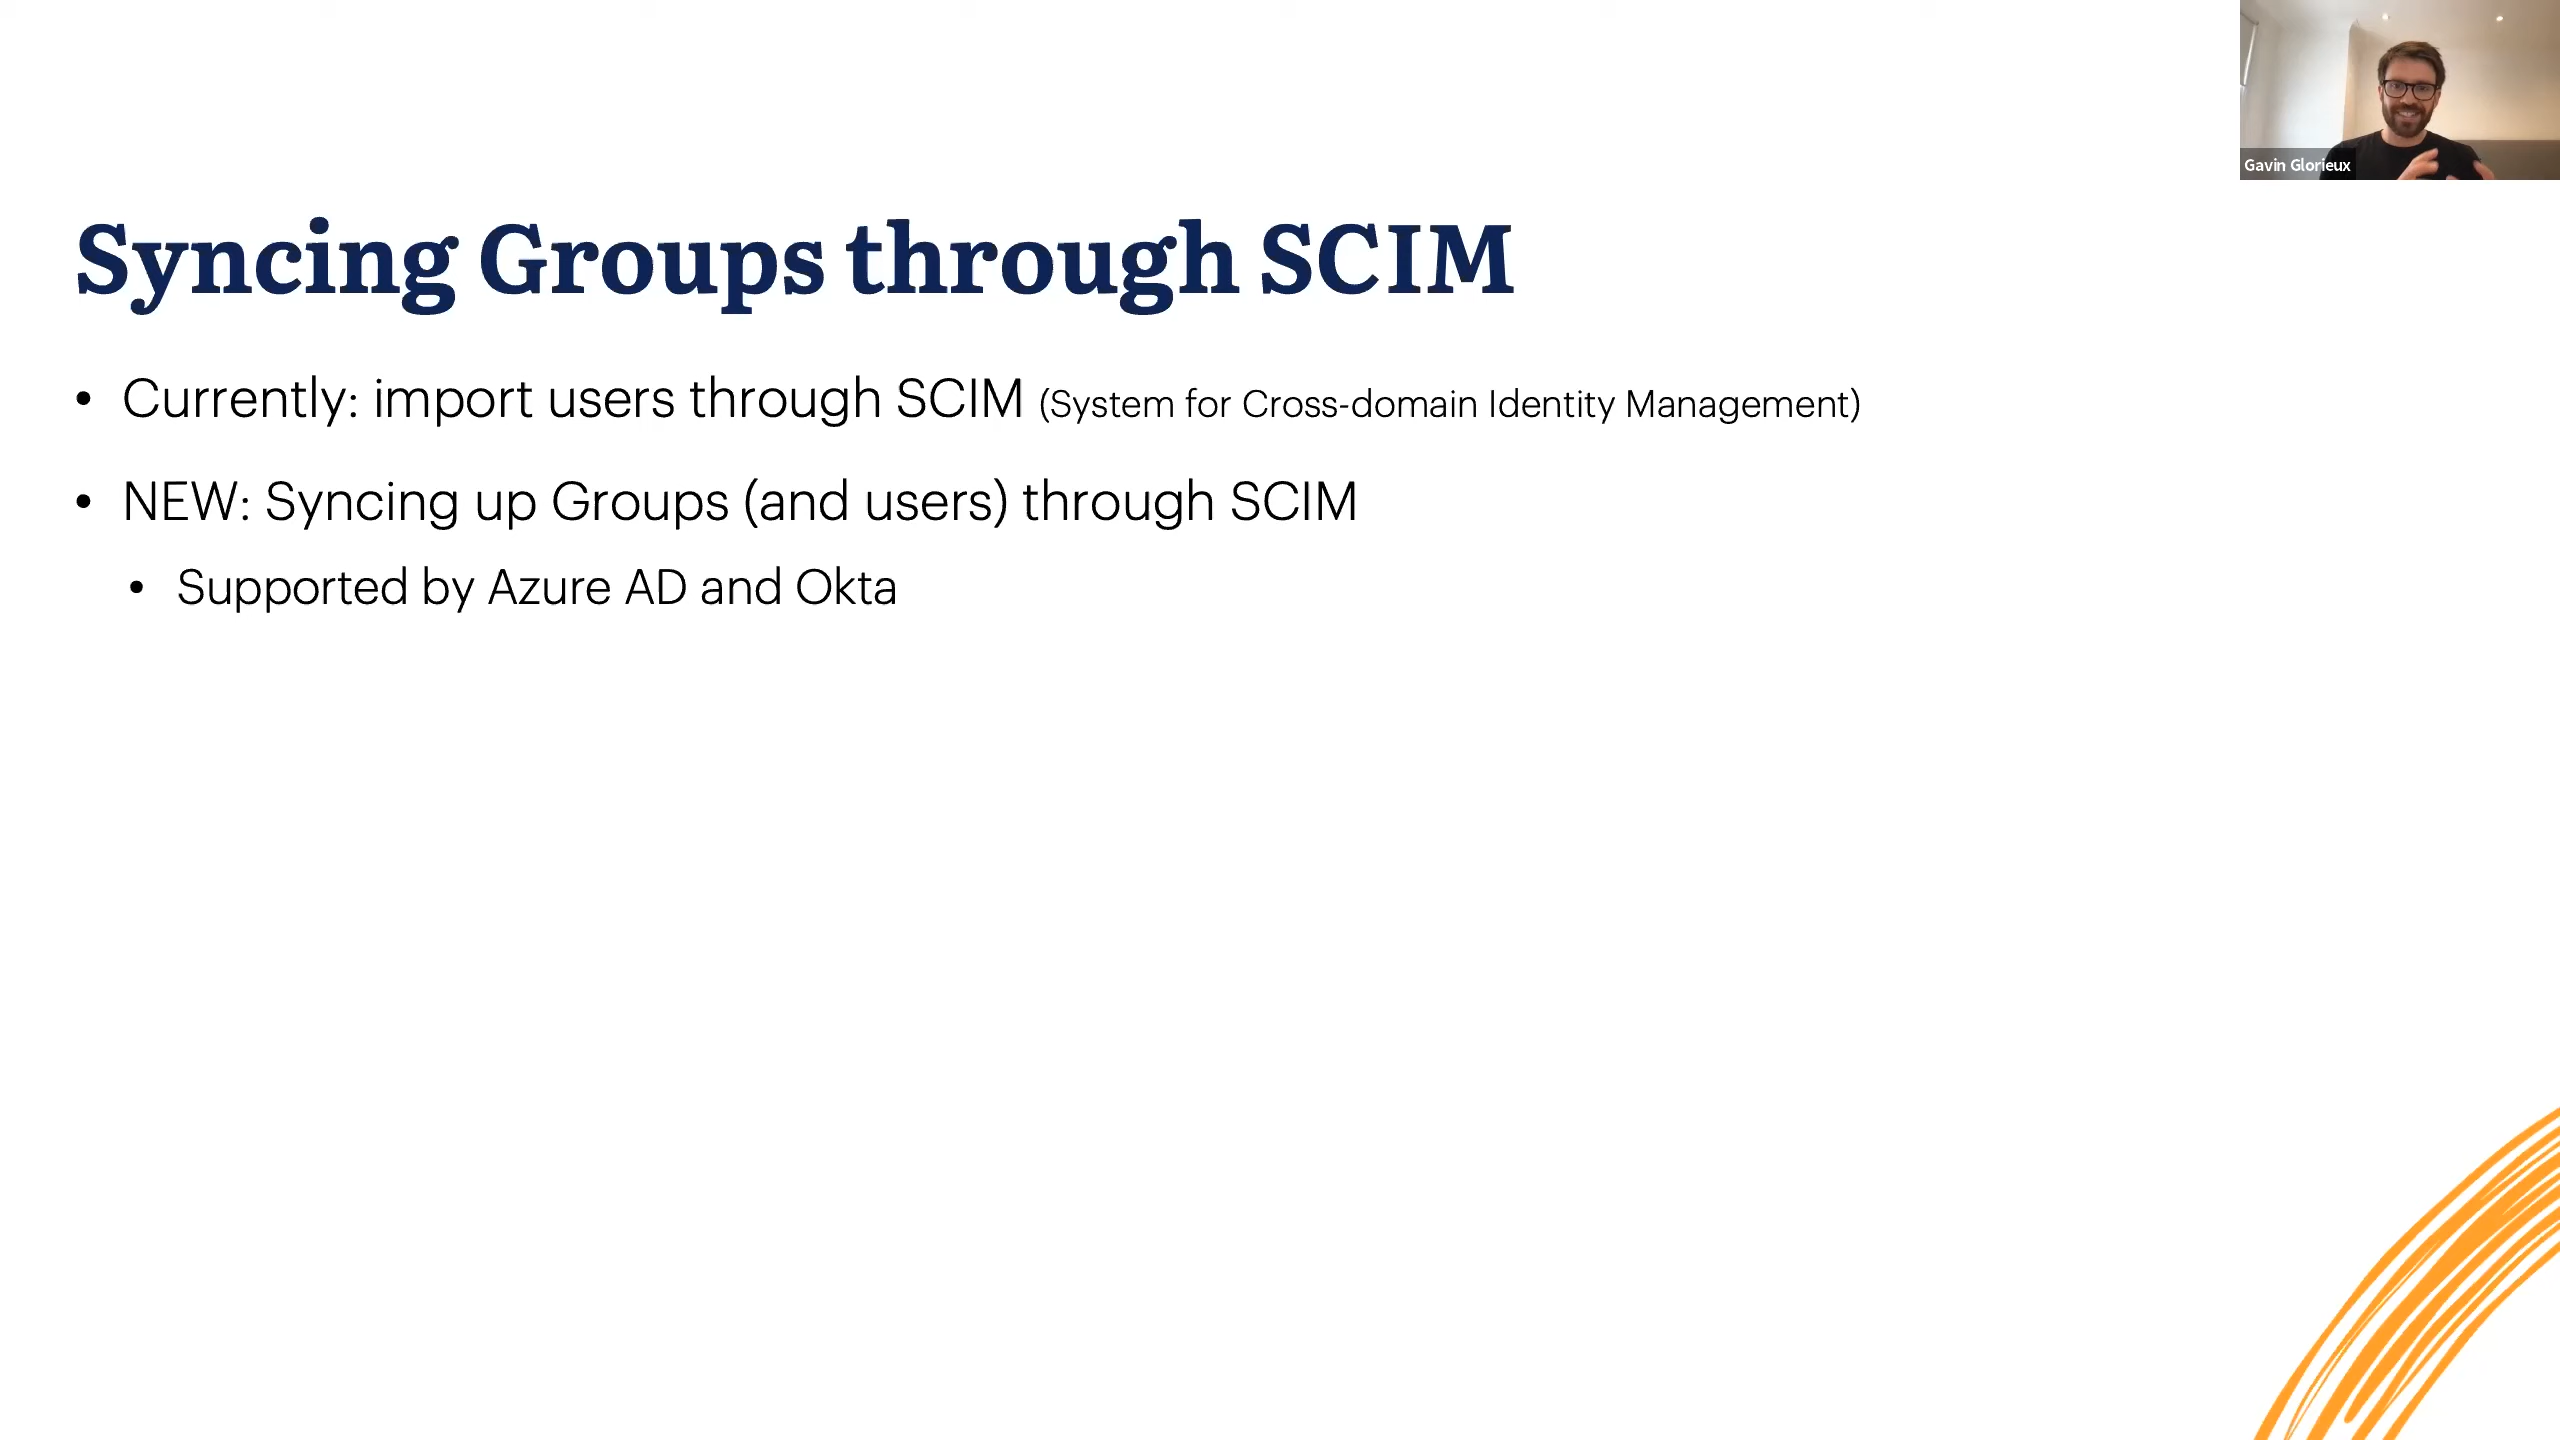 Gavin Glorieux
Syncing Groups through SCIM
• Currently: import users through SCIM (System for Cross-domain Identity Management)
• NEW: Syncing up Groups (and users) through SCIM
• Supported by Azure AD and Okta